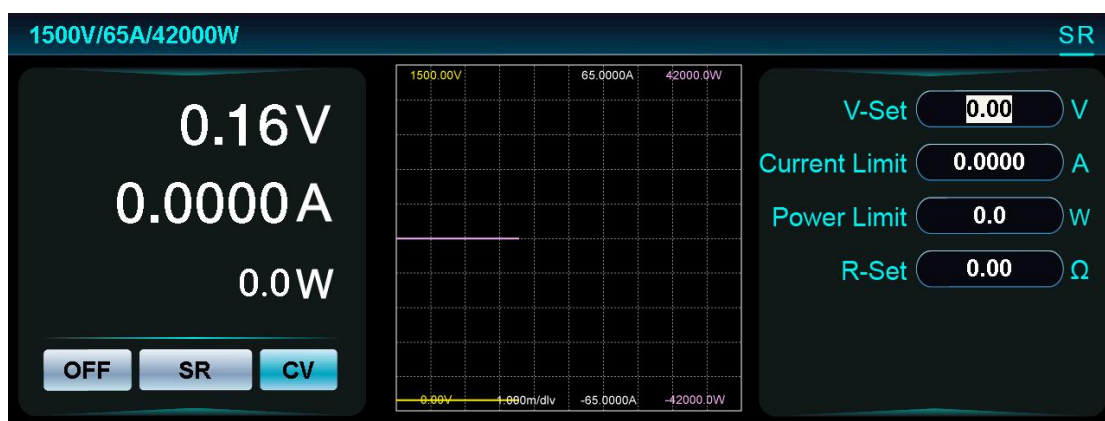 1500V/65A/42000W SR
0.16V
0.0000A
0.0W
OFF SR CV
1500.00V 65.0000A 42000.0W
0.00V 1.000m/dlv -65.0000A -42000.0W
V-Set 0.00 V
Current Limit 0.0000 A
Power Limit 0.0 W
R-Set 0.00 Ω